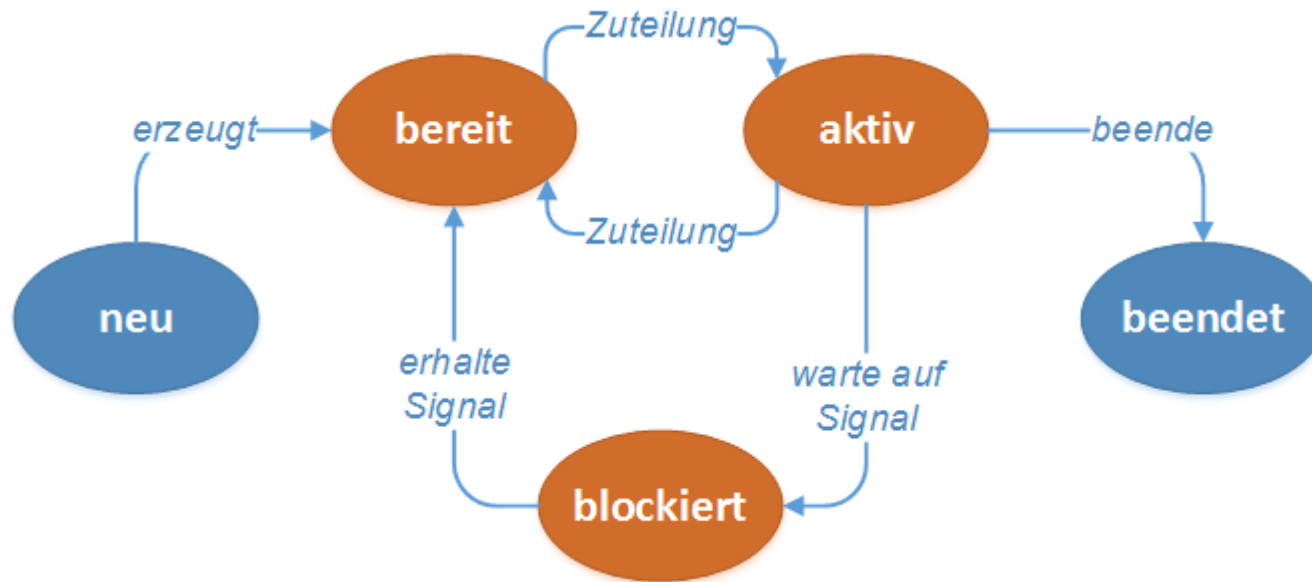 Zuteilung
erzeugt
bereit
aktiv
beende
Zuteilung
neu
beendet
erhalte
Signal
warte auf
Signal
blockiert